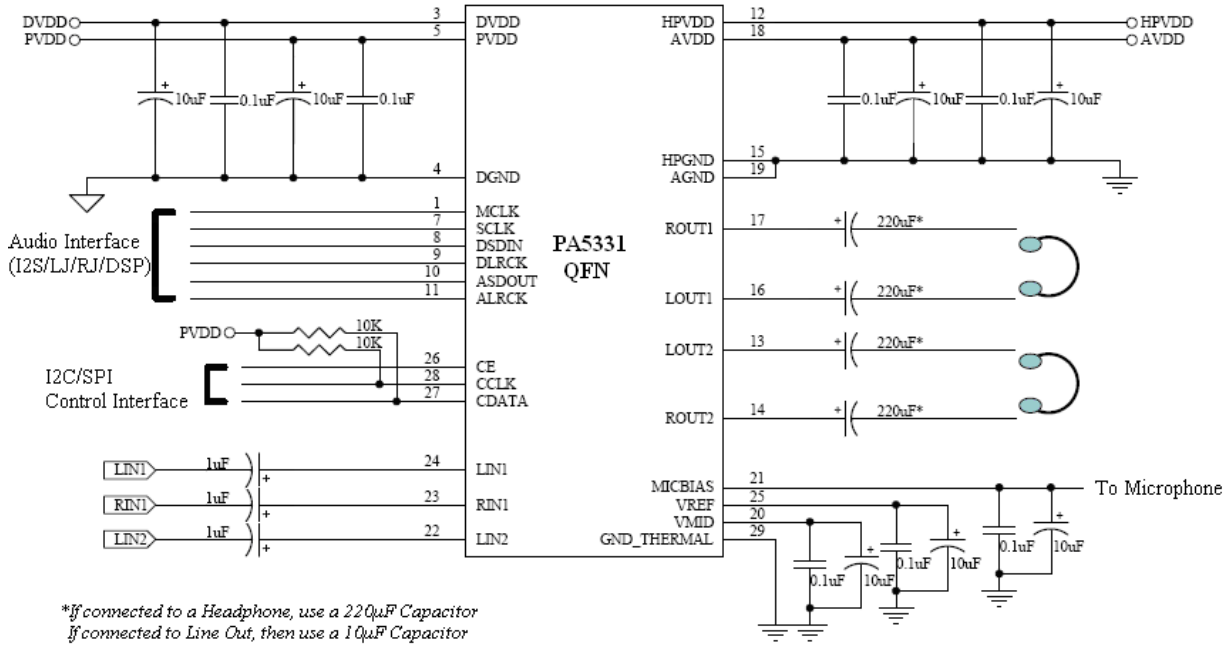 DVDD
3
DVDD
HPVDD
12
HPVDD
PVDD
5
PVDD
AVDD
18
AVDD
+
10uF
0.1uF
+
10uF
0.1uF
0.1uF
+
10uF
0.1uF
+
10uF
4
DGND
HPGND
15
AGND
19
Audio Interface
(I2S/LJ/RJ/DSP)
1
MCLK
7
SCLK
8
DSDIN
9
DLRCK
10
ASDOUT
11
ALRCK
PA5331
QFN
ROUT1
17
+
220uF*
LOUT1
16
+
220uF*
LOUT2
13
+
220uF*
ROUT2
14
+
220uF*
PVDD
10K
10K
I2C/SPI
Control Interface
26
CE
28
CCLK
27
CDATA
LIN1
1uF
+
24
LIN1
RIN1
1uF
+
23
RIN1
LIN2
1uF
+
22
LIN2
MICBIAS
21
To Microphone
VREF
25
VMID
20
GND_THERMAL
29
0.1uF
+
10uF
0.1uF
+
10uF
0.1uF
+
10uF
*If connected to a Headphone, use a 220μF Capacitor
If connected to Line Out, then use a 10μF Capacitor